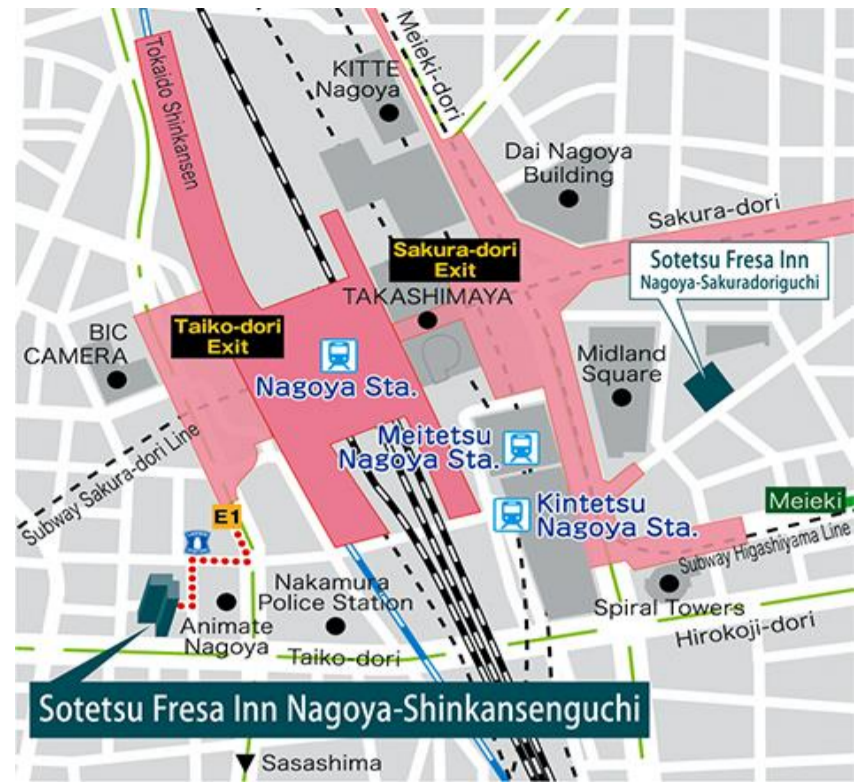 Tokaido Shinkansen
KITTE
Nagoya
Meieki-dori
Dai Nagoya
Building
Sakura-dori
Sakura-dori
Exit
Sotetsu Fresa Inn
Nagoya-Sakuradoriguchi
TAKASHIMAYA
Taiko-dori
Exit
BIC
CAMERA
Nagoya Sta.
Midland
Square
Meitetsu
Nagoya Sta.
Subway Sakura-dori Line
Kintetsu
Nagoya Sta.
Meieki
E1
Subway Higashiyama Line
Nakamura
Police Station
Spiral Towers
Animate
Nagoya
Hirokoji-dori
Taiko-dori
Sotetsu Fresa Inn Nagoya-Shinkansenguchi
Sasashima